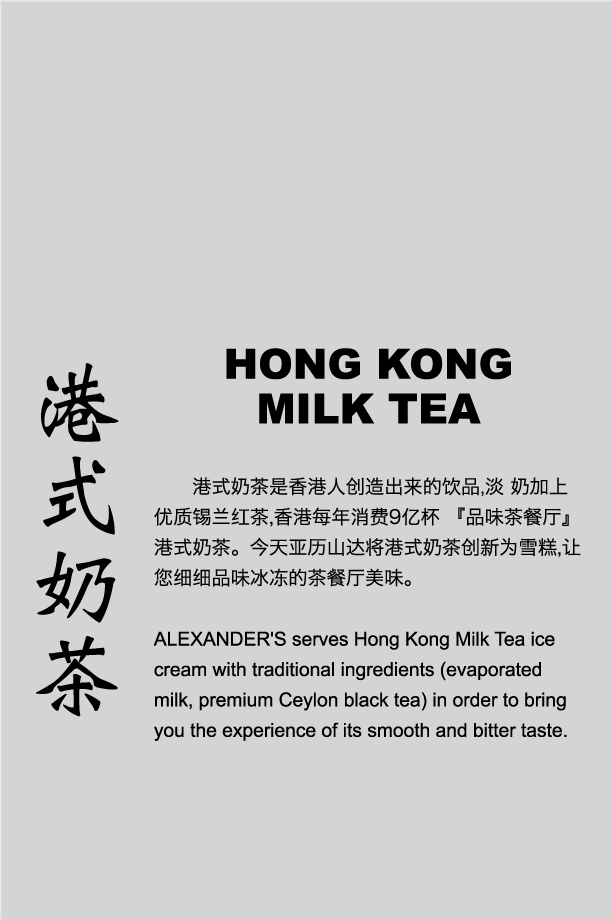 港式奶茶
HONG KONG
MILK TEA
港式奶茶是香港人创造出来的饮品,淡 奶加上
优质锡兰红茶,香港每年消费9亿杯 『品味茶餐厅』
港式奶茶。今天亚历山达将港式奶茶创新为雪糕,让
您细细品味冰冻的茶餐厅美味。
ALEXANDER'S serves Hong Kong Milk Tea ice
cream with traditional ingredients (evaporated
milk, premium Ceylon black tea) in order to bring
you the experience of its smooth and bitter taste.